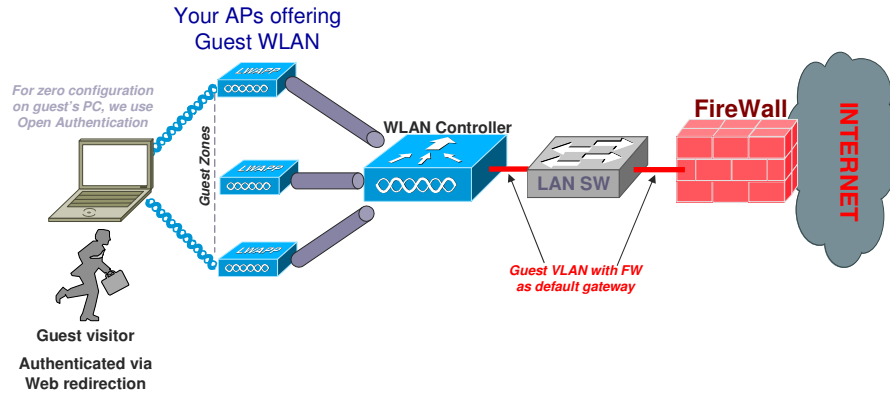 Your APs offering
Guest WLAN
For zero configuration
on guest's PC, we use
Open Authentication
LWAPP
LWAPP
LWAPP
Guest Zones
WLAN Controller
LAN SW
FireWall
INTERNET
Guest VLAN with FW
as default gateway
Guest visitor
Authenticated via
Web redirection